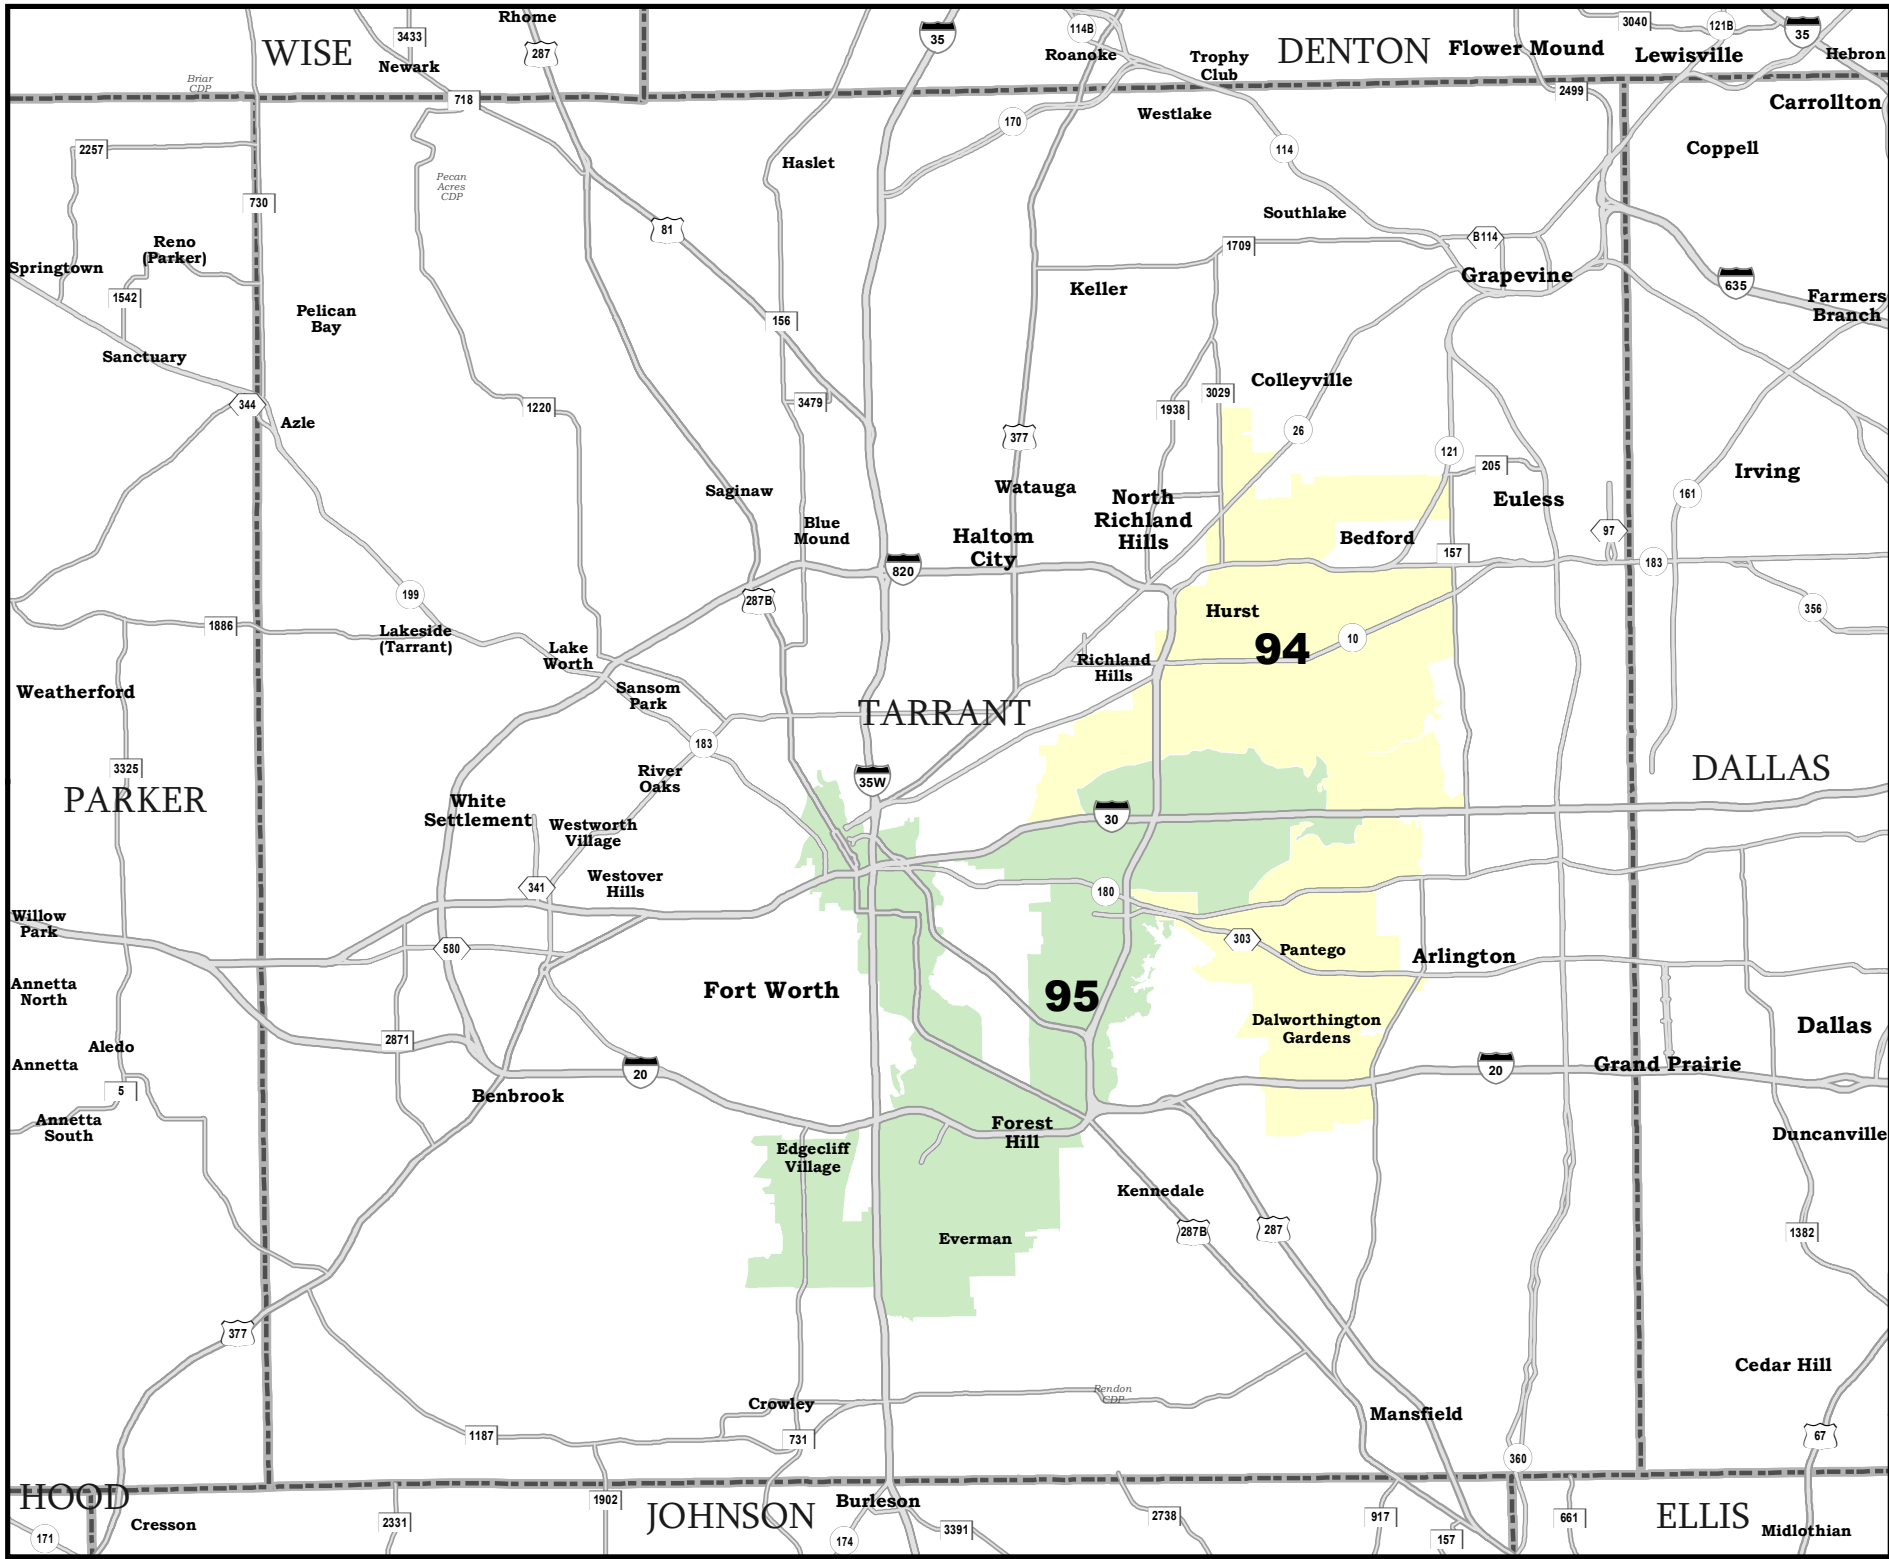 Rhome
3433
WISE
287
Newark
Briar
CDP
718
35
114B
Roanoke
Trophy
Club
DENTON
Flower Mound
3040
121B
Lewisville
35
Hebron
2499
Carrollton
Westlake
170
114
Coppell
2257
Haslet
Pecan
Acres
CDP
730
81
Southlake
B114
1709
Reno
(Parker)
Springtown
1542
Grapevine
635
Keller
Farmers
Branch
Pelican
Bay
156
Sanctuary
Colleyville
344
Azle
1220
3479
3029
1938
377
26
121
205
Irving
161
Saginaw
Watauga
North
Richland
Hills
Euless
Blue
Mound
Haltom
City
Bedford
97
157
183
820
199
287B
Hurst
356
1886
Lakeside
(Tarrant)
Lake
Worth
94
10
Richland
Hills
Weatherford
Sansom
Park
TARRANT
183
3325
River
Oaks
35W
DALLAS
PARKER
White
Settlement
Westworth
Village
30
341
Westover
Hills
180
Willow
Park
580
303
Pantego
Arlington
Annetta
North
Fort Worth
95
Dalworthington
Gardens
Dallas
2871
Aledo
Annetta
20
20
Grand Prairie
5
Benbrook
Annetta
South
Forest
Hill
Duncanville
Edgecliff
Village
Kennedale
287B
287
1382
Everman
377
Cedar Hill
Rendon
CDP
Crowley
Mansfield
1187
731
67
360
HOOD
1902
Burleson
JOHNSON
2331
3391
2738
917
661
ELLIS
Cresson
171
174
157
Midlothian